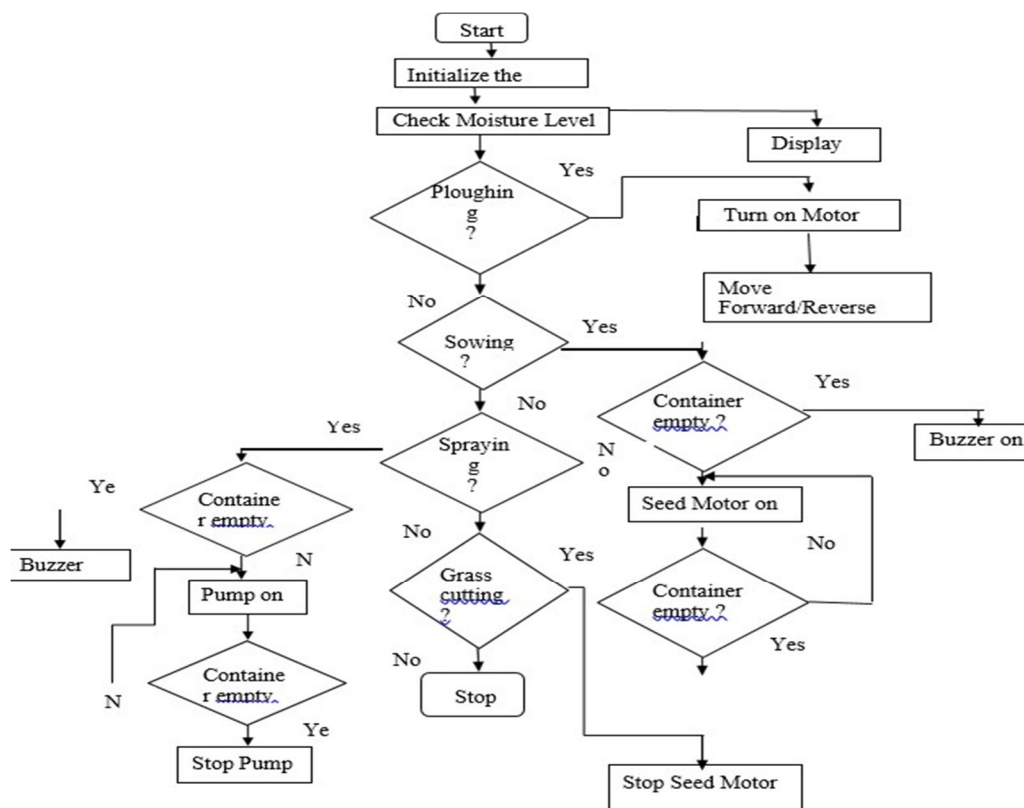 Start
Initialize the
Check Moisture Level
Display
Yes
Ploughin
g
?
Turn on Motor
Move
Forward/Reverse
No
Sowing
?
Yes
Container
empty ?
Yes
Buzzer on
No
Yes
Sprayin
g
?
N
o
Seed Motor on
Ye
Containe
r empty.
Buzzer
N
Pump on
No
Grass
cutting
?
Yes
No
Container
empty ?
Yes
Containe
r empty.
N
Ye
Stop Pump
No
Stop
Stop Seed Motor